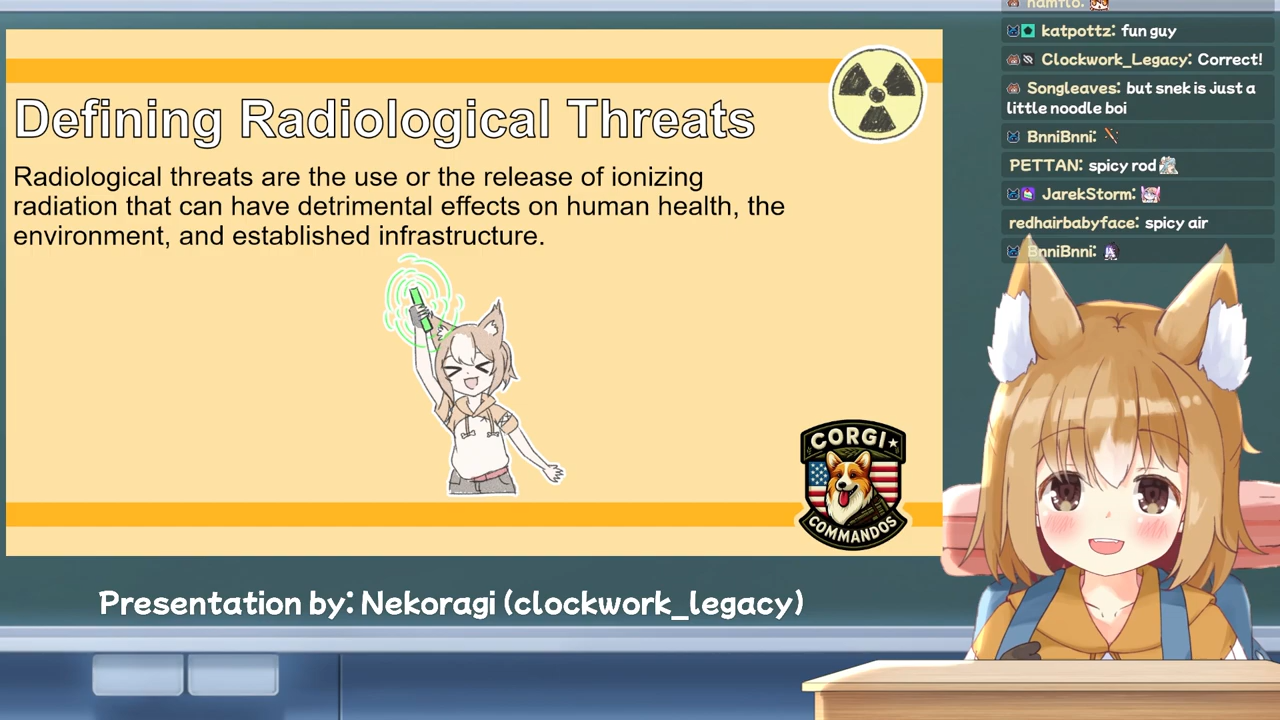 Defining Radiological Threats
Radiological threats are the use or the release of ionizing
radiation that can have detrimental effects on human health, the
environment, and established infrastructure.
CORGI
COMMANDOS
Presentation by: Nekoragi (clockwork_legacy)
namflo:
katpottz: fun guy
Clockwork_Legacy: Correct!
Songleaves: but snek is just a
little noodle boi
BnniBnni:
PETTAN: spicy rod
JarekStorm:
redhairbabyface: spicy air
BnniBnni: